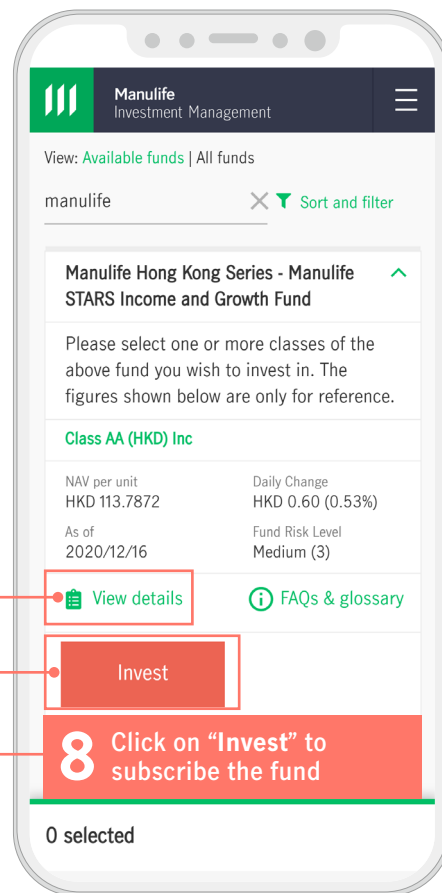 Manulife
Investment Management
View: Available funds | All funds
manulife
Sort and filter
Manulife Hong Kong Series - Manulife
STARS Income and Growth Fund
Please select one or more classes of the
above fund you wish to invest in. The
figures shown below are only for reference.
Class AA (HKD) Inc
NAV per unit
HKD 113.7872
Daily Change
HKD 0.60 (0.53%)
As of
2020/12/16
Fund Risk Level
Medium (3)
View details
FAQs & glossary
Invest
8 Click on “Invest” to
subscribe the fund
0 selected